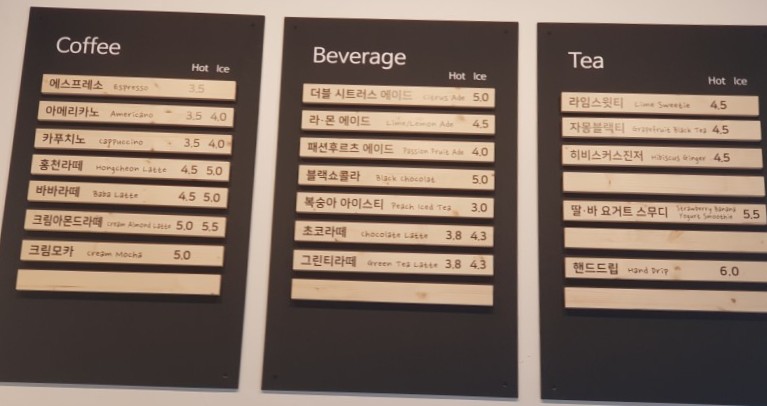 Coffee
Hot Ice
에스프레소 Espresso 3.5
아메리카노 Americano 3.5 4.0
카푸치노 cappuccino 3.5 4.0
홍천라떼 Hongcheon Latte 4.5 5.0
바바라떼 Baba Latte 4.5 5.0
크림아몬드라떼 Cream Almond Latte 5.0 5.5
크림모카 Cream Mocha 5.0
Beverage
Hot Ice
더블 시트러스 에이드 Citrus Ade 5.0
라·몬 에이드 Lime/Lemon Ade 4.5
패션후르츠 에이드 Passion Fruit Ade 4.0
블랙쇼콜라 Black Chocolat 5.0
복숭아 아이스티 Peach Iced Tea 3.0
초코라떼 Chocolate Latte 3.8 4.3
그린티라떼 Green Tea Latte 3.8 4.3
Tea
Hot Ice
라임스윗티 Lime Sweetie 4.5
자몽블랙티 Grapefruit Black Tea 4.5
히비스커스진저 Hibiscus Ginger 4.5
딸·바 요거트 스무디 Strawberry Banana Yogurt Smoothie 5.5
핸드드립 Hand Drip 6.0